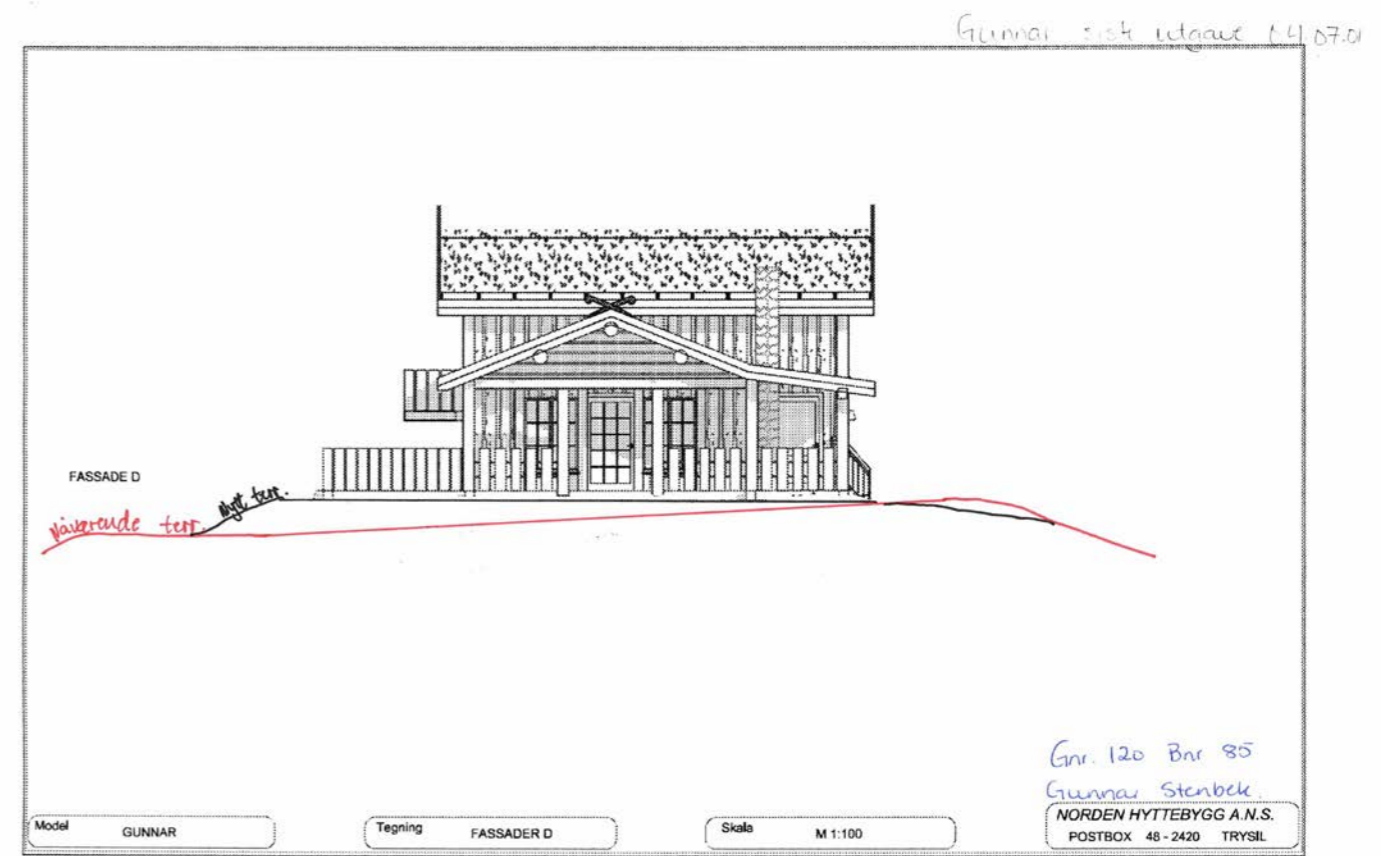 Gunnar sist utgave 04.07.01
FASSADE D
Nytt terr.
Nåværende terr.
Gnr. 120 Bnr 85
Gunnar Stenbek.
Model GUNNAR
Tegning FASSADER D
Skala M 1:100
NORDEN HYTTEBYGG A.N.S.
POSTBOX 48 - 2420 TRYSIL